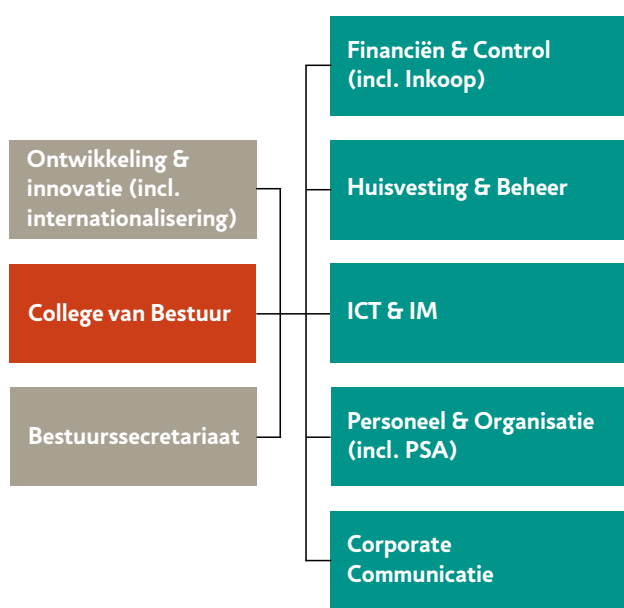 Ontwikkeling &
innovatie (incl.
internationalisering)
College van Bestuur
Bestuurssecretariaat
Financiën & Control
(incl. Inkoop)
Huisvesting & Beheer
ICT & IM
Personeel & Organisatie
(incl. PSA)
Corporate
Communicatie